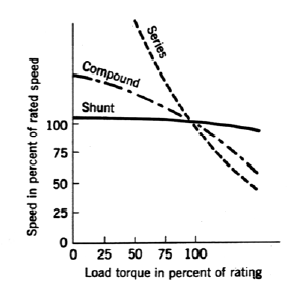 Series
Compound
Shunt
Speed in percent of rated speed
100
75
50
25
0
0 25 50 75 100
Load torque in percent of rating